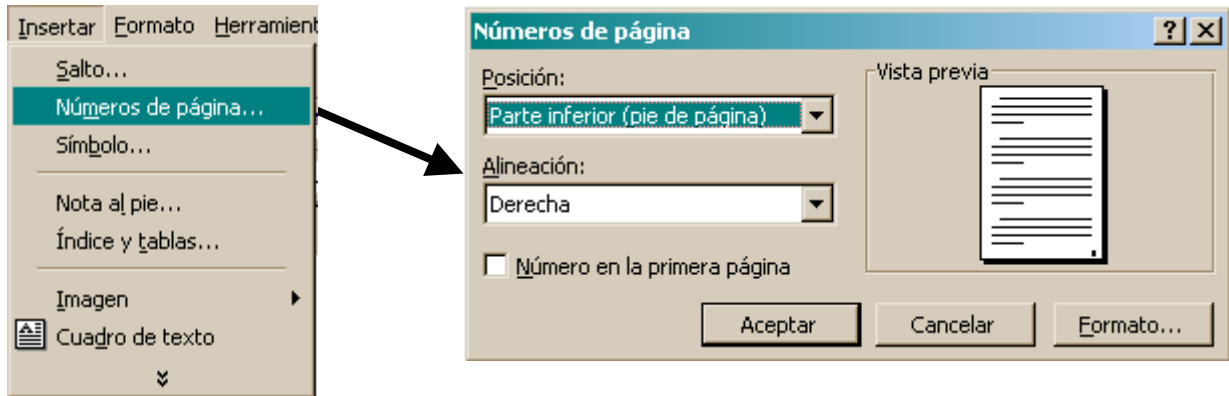 Insertar Formato Herramient
Salto...
Números de página...
Símbolo...
Nota al pie...
Índice y tablas...
Imagen
Cuadro de texto
Números de página
Posición:
Parte inferior (pie de página)
Alineación:
Derecha
Número en la primera página
Vista previa
Aceptar Cancelar Formato...